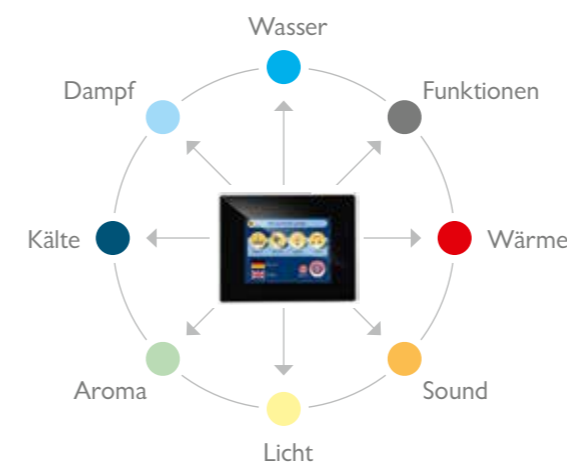 Wasser
Dampf
Funktionen
Kälte
Wärme
Aroma
Sound
Licht